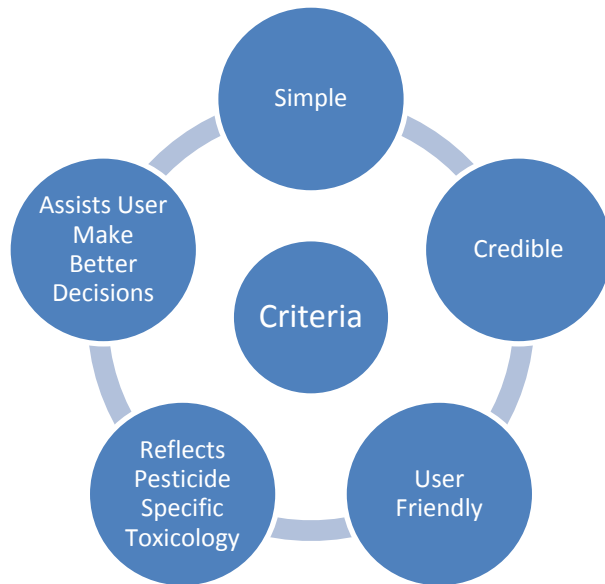 Simple
Credible
User
Friendly
Reflects
Pesticide
Specific
Toxicology
Assists User
Make
Better
Decisions
Criteria